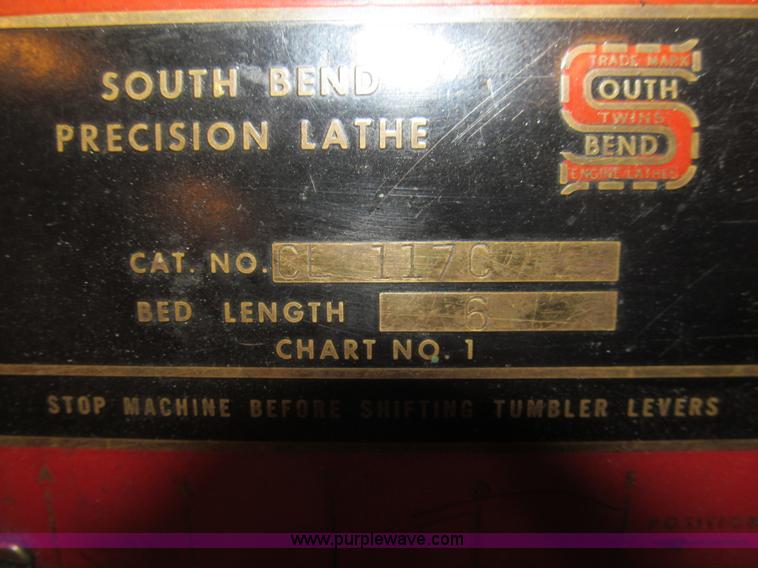 SOUTH BEND
PRECISION LATHE
TRADE MARK
SOUTH
TWINS
BEND
ENGINE LATHES
CAT. NO. CL 117C
BED LENGTH 6
CHART NO. 1
STOP MACHINE BEFORE SHIFTING TUMBLER LEVERS
A
E
POSITION
www.purplewave.com